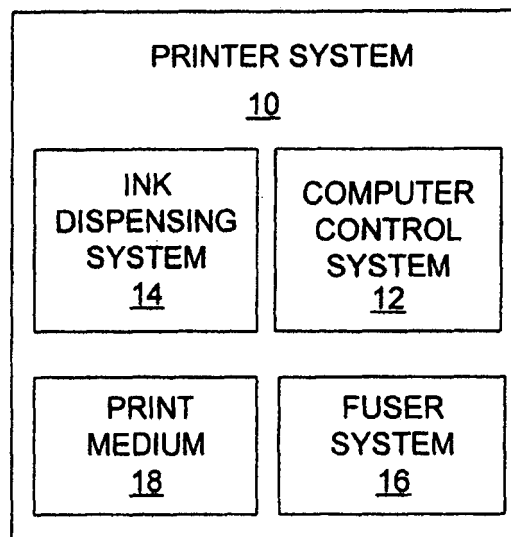 PRINTER SYSTEM
10
INK
DISPENSING
SYSTEM
14
COMPUTER
CONTROL
SYSTEM
12
PRINT
MEDIUM
18
FUSER
SYSTEM
16